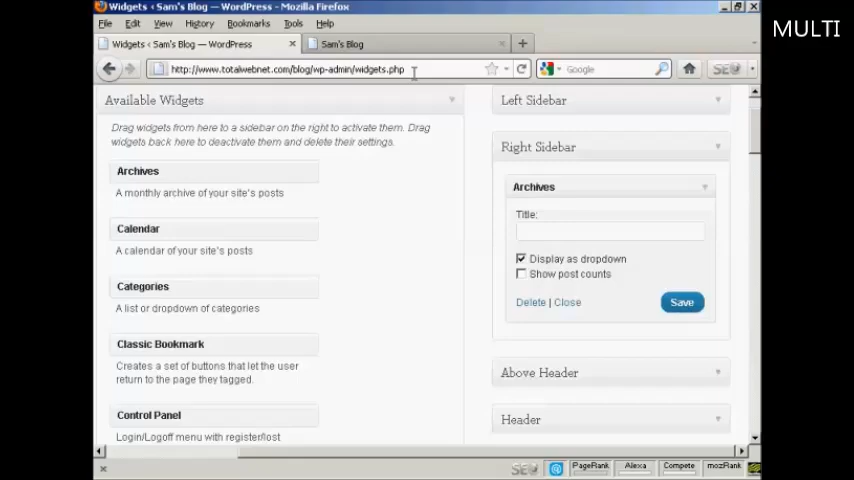 Widgets ‹ Sam's Blog — WordPress - Mozilla Firefox
MULTI
File Edit View History Bookmarks Tools Help
Widgets ‹ Sam's Blog — WordPress
Sam's Blog
http://www.totalwebnet.com/blog/wp-admin/widgets.php
Google
SEO
Available Widgets
Drag widgets from here to a sidebar on the right to activate them. Drag
widgets back here to deactivate them and delete their settings.
Archives
A monthly archive of your site's posts
Calendar
A calendar of your site's posts
Categories
A list or dropdown of categories
Classic Bookmark
Creates a set of buttons that let the user
return to the page they tagged.
Control Panel
Login/Logoff menu with register/lost
Left Sidebar
Right Sidebar
Archives
Title:
Display as dropdown
Show post counts
Delete | Close
Save
Above Header
Header
SEO
PageRank
Alexa
Compete
mozRank